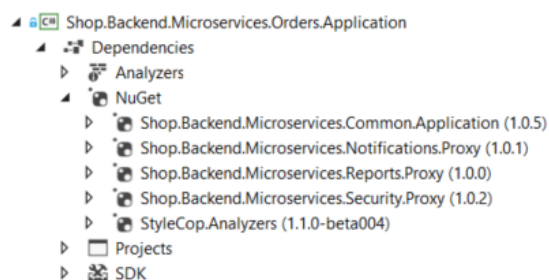 C# Shop.Backend.Microservices.Orders.Application
Dependencies
Analyzers
NuGet
Shop.Backend.Microservices.Common.Application (1.0.5)
Shop.Backend.Microservices.Notifications.Proxy (1.0.1)
Shop.Backend.Microservices.Reports.Proxy (1.0.0)
Shop.Backend.Microservices.Security.Proxy (1.0.2)
StyleCop.Analyzers (1.1.0-beta004)
Projects
SDK